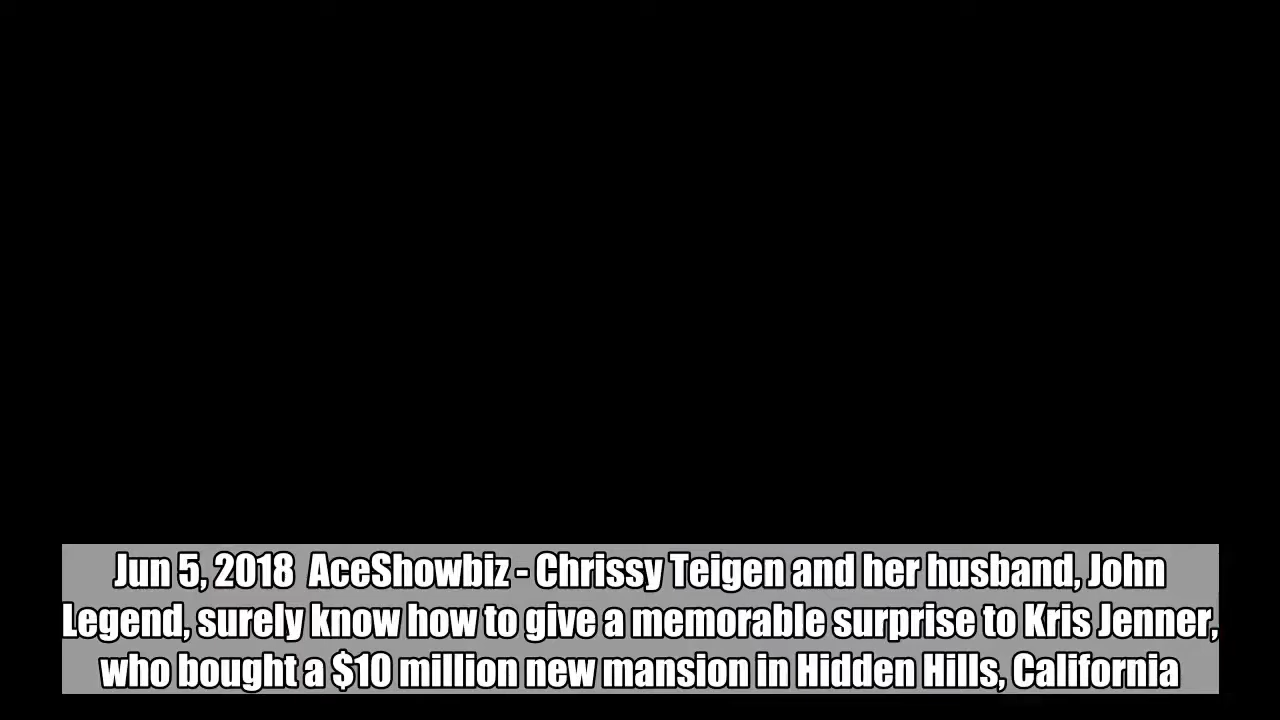 Jun 5, 2018  AceShowbiz - Chrissy Teigen and her husband, John
Legend, surely know how to give a memorable surprise to Kris Jenner,
who bought a $10 million new mansion in Hidden Hills, California